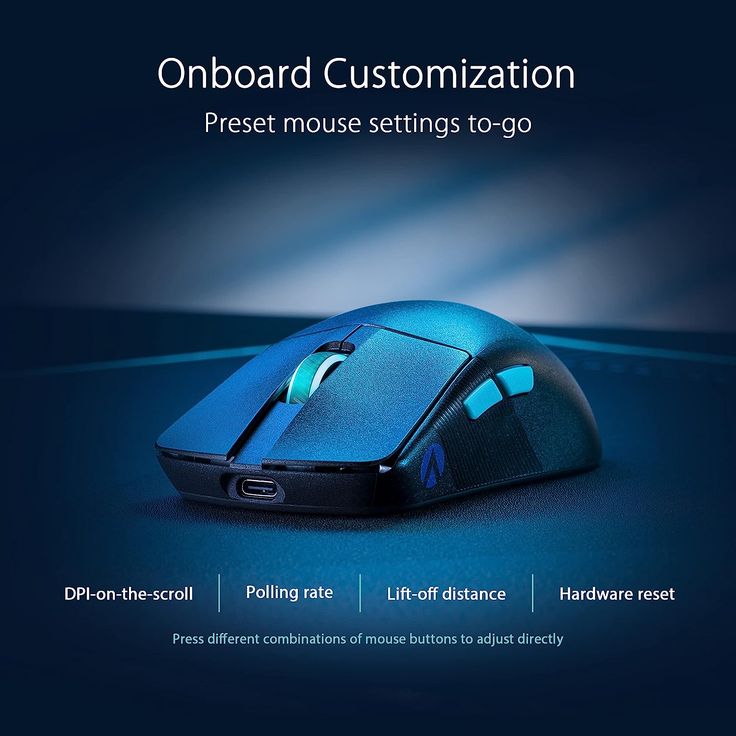 Onboard Customization
Preset mouse settings to-go
DPI-on-the-scroll
Polling rate
Lift-off distance
Hardware reset
Press different combinations of mouse buttons to adjust directly